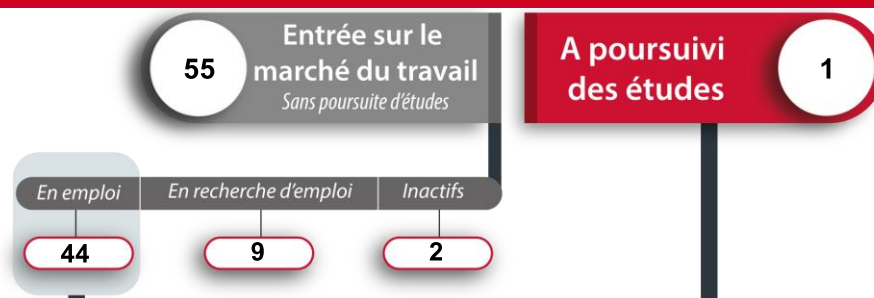 55
Entrée sur le
marché du travail
Sans poursuite d'études
A poursuivi
des études
1
En emploi
En recherche d'emploi
Inactifs
44
9
2